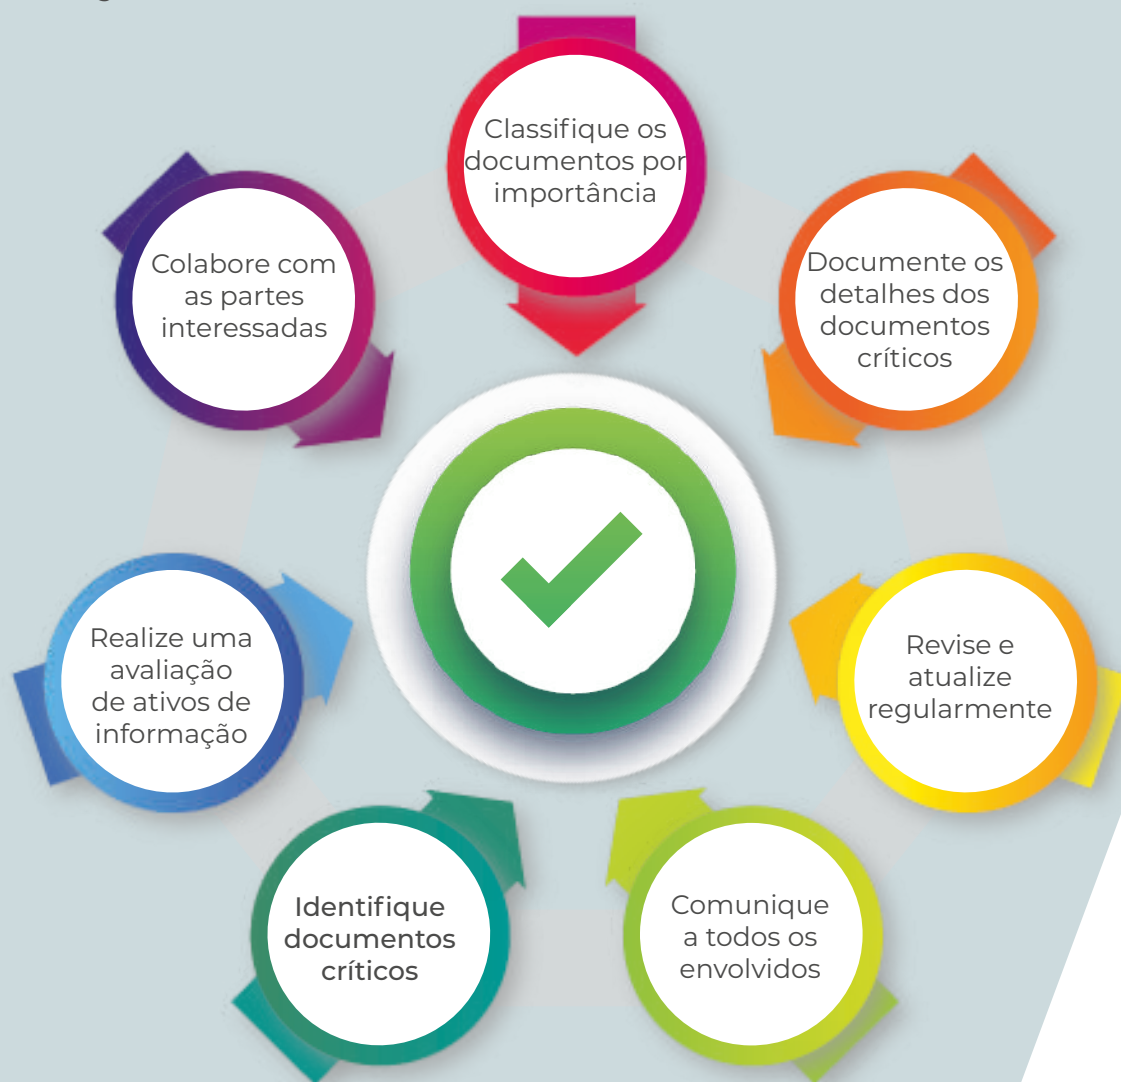 Classifique os
documentos por
importância
Documente os
detalhes dos
documentos
críticos
Revise e
atualize
regularmente
Comunique
a todos os
envolvidos
Identifique
documentos
críticos
Realize uma
avaliação
de ativos de
informação
Colabore com
as partes
interessadas